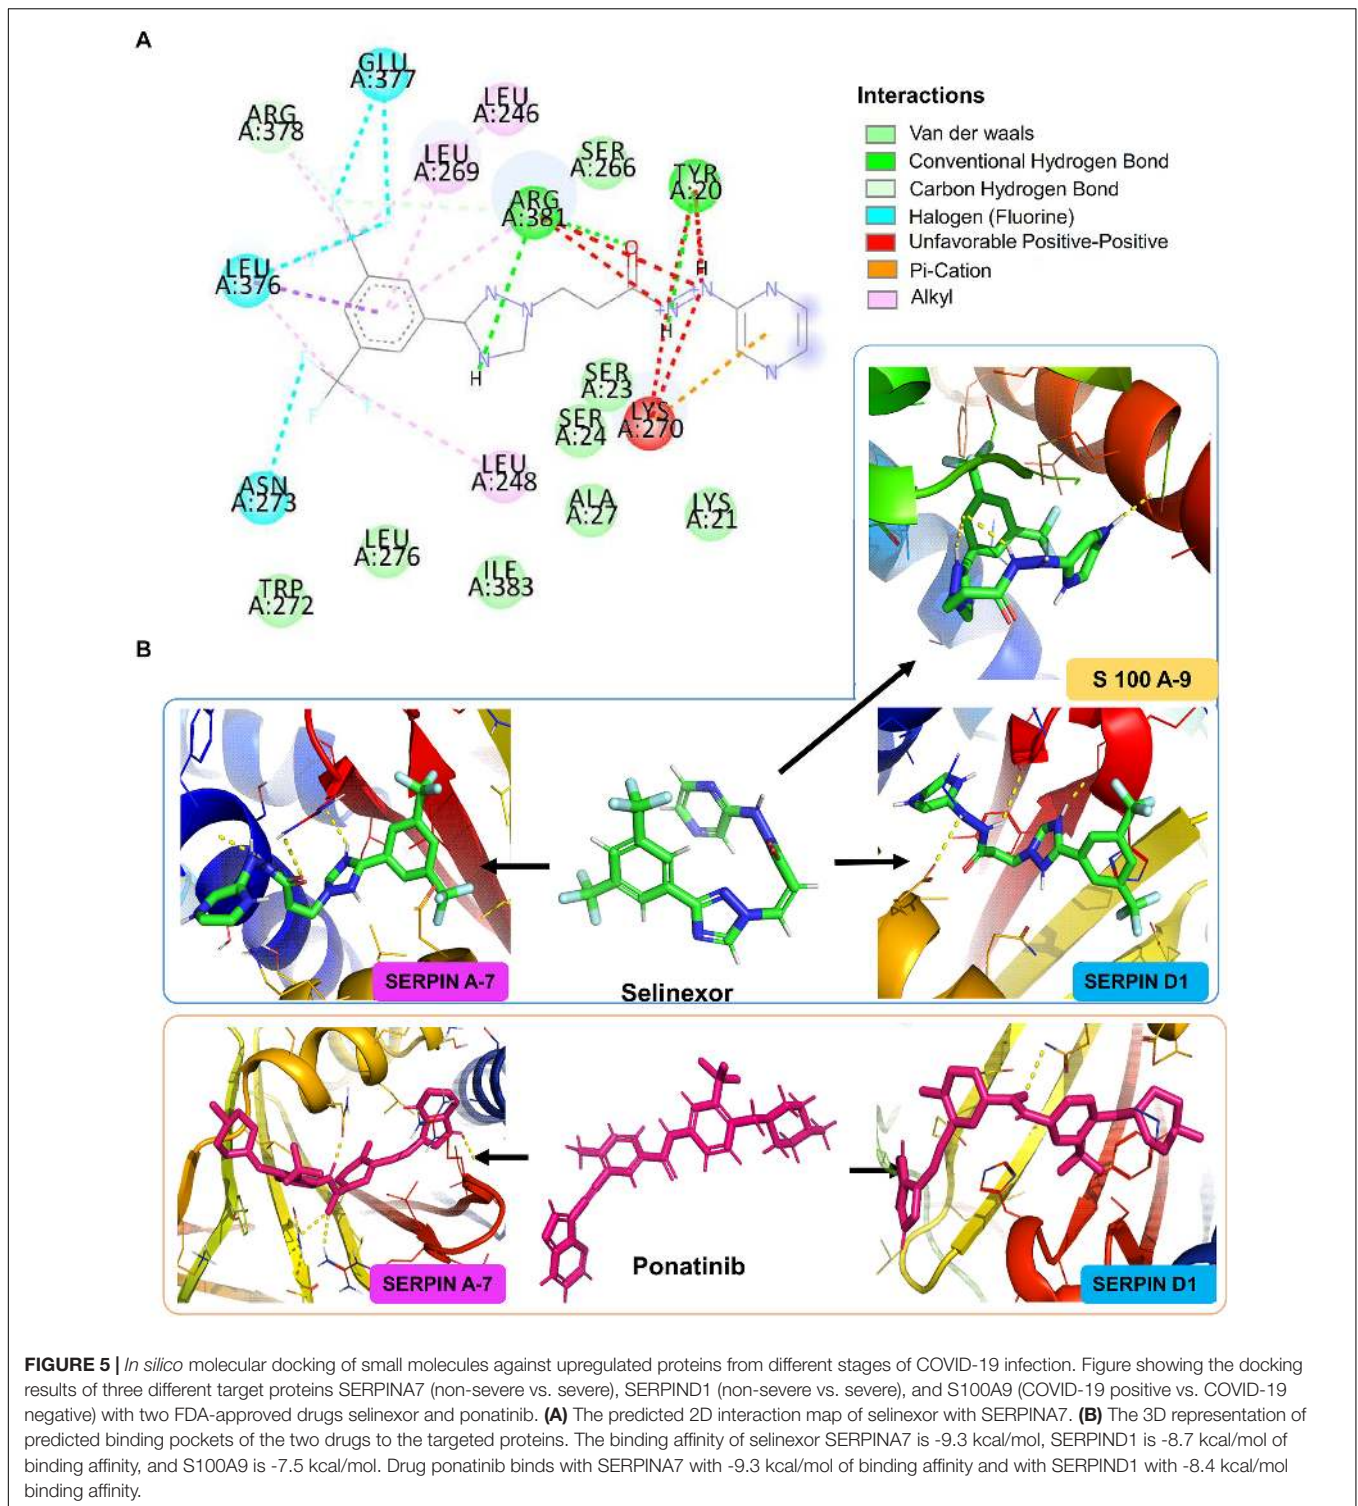 A
GLU
A:377
ARG
A:378
LEU
A:246
LEU
A:269
SER
A:266
TYR
A:20
ARG
A:381
LEU
A:376
O
H
N
N
N
N
H
N
N
N
N
H
F
F
SER
A:23
SER
A:24
LYS
A:270
ASN
A:273
LEU
A:248
ALA
A:27
LYS
A:21
LEU
A:276
ILE
A:383
TRP
A:272
Interactions
Van der waals
Conventional Hydrogen Bond
Carbon Hydrogen Bond
Halogen (Fluorine)
Unfavorable Positive-Positive
Pi-Cation
Alkyl
B
S 100 A-9
SERPIN A-7
Selinexor
SERPIN D1
SERPIN A-7
Ponatinib
SERPIN D1
FIGURE 5 | In silico molecular docking of small molecules against upregulated proteins from different stages of COVID-19 infection. Figure showing the docking
results of three different target proteins SERPINA7 (non-severe vs. severe), SERPIND1 (non-severe vs. severe), and S100A9 (COVID-19 positive vs. COVID-19
negative) with two FDA-approved drugs selinexor and ponatinib. (A) The predicted 2D interaction map of selinexor with SERPINA7. (B) The 3D representation of
predicted binding pockets of the two drugs to the targeted proteins. The binding affinity of selinexor SERPINA7 is -9.3 kcal/mol, SERPIND1 is -8.7 kcal/mol of
binding affinity, and S100A9 is -7.5 kcal/mol. Drug ponatinib binds with SERPINA7 with -9.3 kcal/mol of binding affinity and with SERPIND1 with -8.4 kcal/mol
binding affinity.